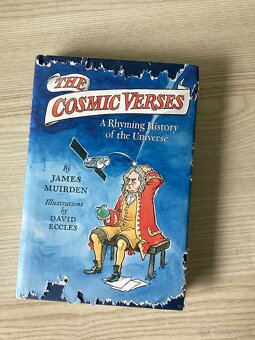 THE
COSMIC VERSES
A Rhyming History
of the Universe
By
JAMES
MUIRDEN
Illustrations
by
DAVID
ECCLES